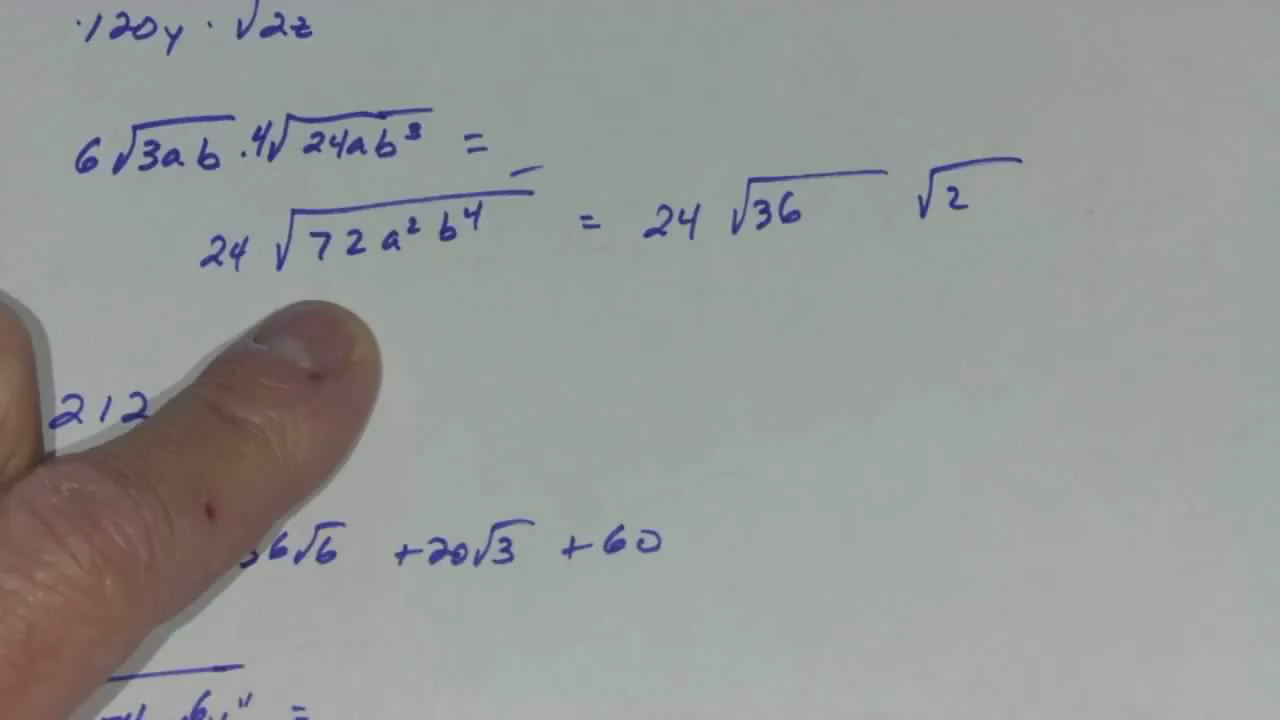 ·120y · √2z
6√3ab · 4√24ab³ =
24 √72a²b⁴ = 24 √36 √2
212
6√6 +20√3 +60
=